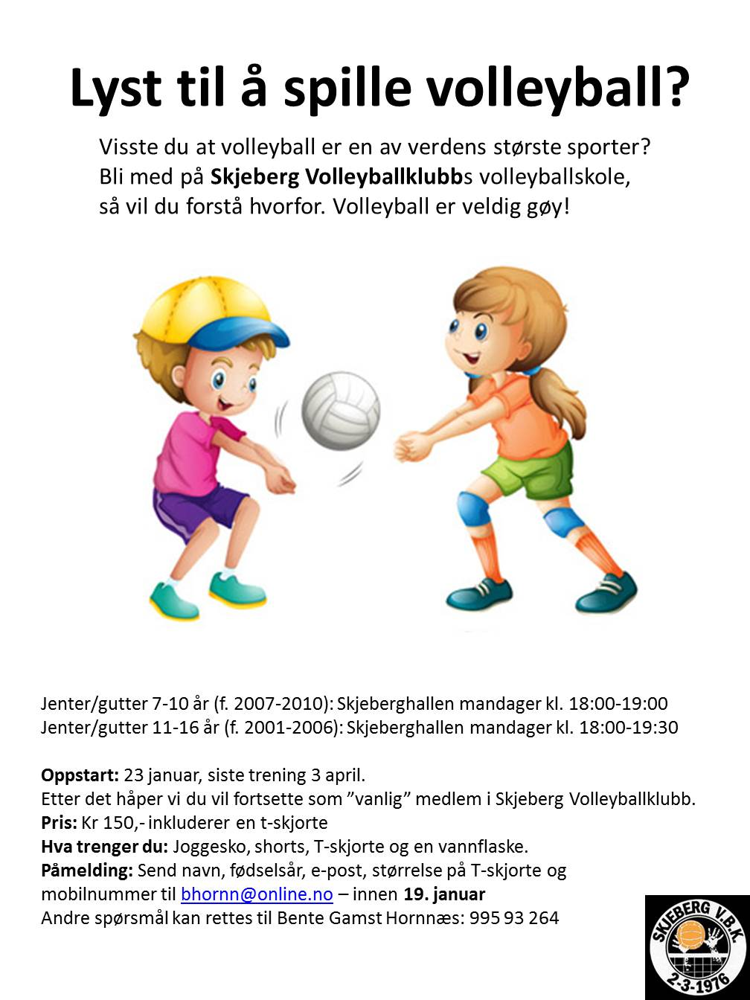 Lyst til å spille volleyball?
Visste du at volleyball er en av verdens største sporter?
Bli med på Skjeberg Volleyballklubbs volleyballskole,
så vil du forstå hvorfor. Volleyball er veldig gøy!
Jenter/gutter 7-10 år (f. 2007-2010): Skjeberghallen mandager kl. 18:00-19:00
Jenter/gutter 11-16 år (f. 2001-2006): Skjeberghallen mandager kl. 18:00-19:30
Oppstart: 23 januar, siste trening 3 april.
Etter det håper vi du vil fortsette som ”vanlig” medlem i Skjeberg Volleyballklubb.
Pris: Kr 150,- inkluderer en t-skjorte
Hva trenger du: Joggesko, shorts, T-skjorte og en vannflaske.
Påmelding: Send navn, fødselsår, e-post, størrelse på T-skjorte og
mobilnummer til bhornn@online.no – innen 19. januar
Andre spørsmål kan rettes til Bente Gamst Hornnæs: 995 93 264
SKJEBERG V.B.K.
2-3-1976